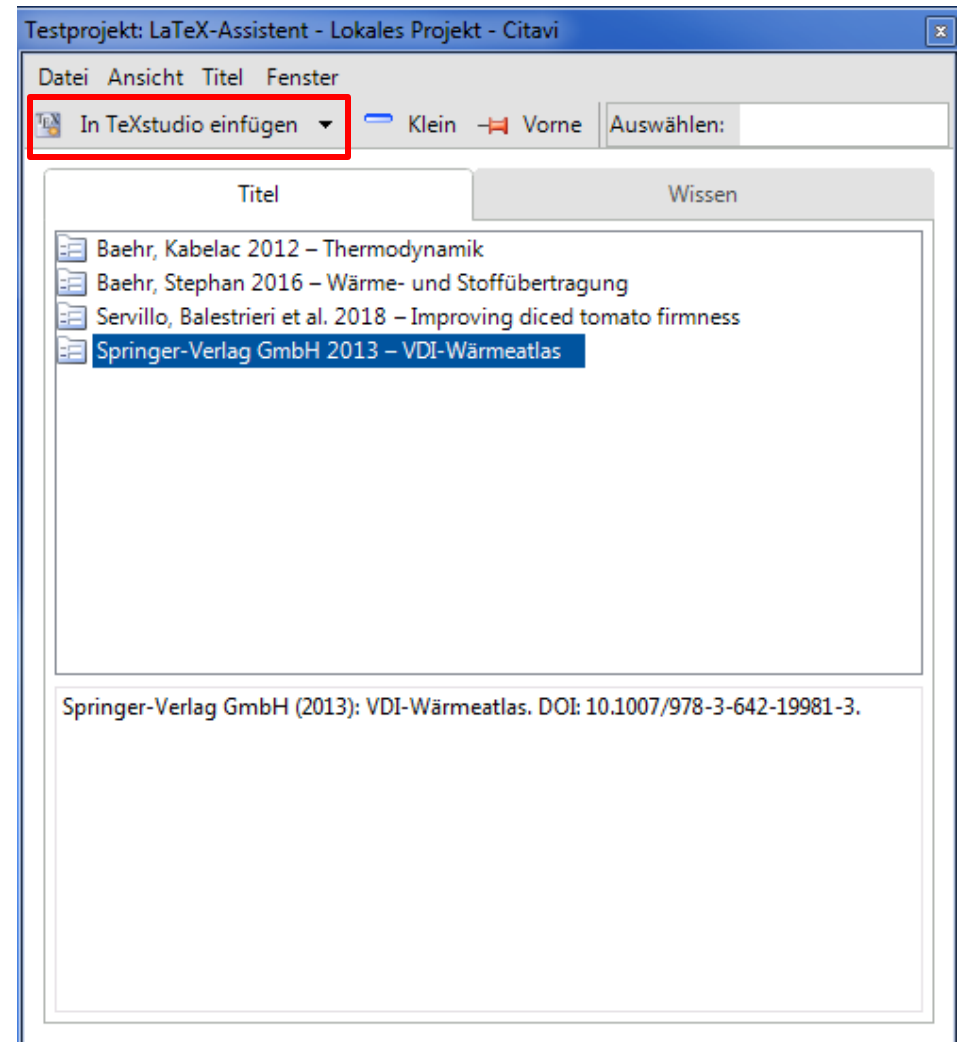 Testprojekt: LaTeX-Assistent - Lokales Projekt - Citavi
Datei Ansicht Titel Fenster
In TeXstudio einfügen Klein Vorne Auswählen:
Titel Wissen
Baehr, Kabelac 2012 – Thermodynamik
Baehr, Stephan 2016 – Wärme- und Stoffübertragung
Servillo, Balestrieri et al. 2018 – Improving diced tomato firmness
Springer-Verlag GmbH 2013 – VDI-Wärmeatlas
Springer-Verlag GmbH (2013): VDI-Wärmeatlas. DOI: 10.1007/978-3-642-19981-3.